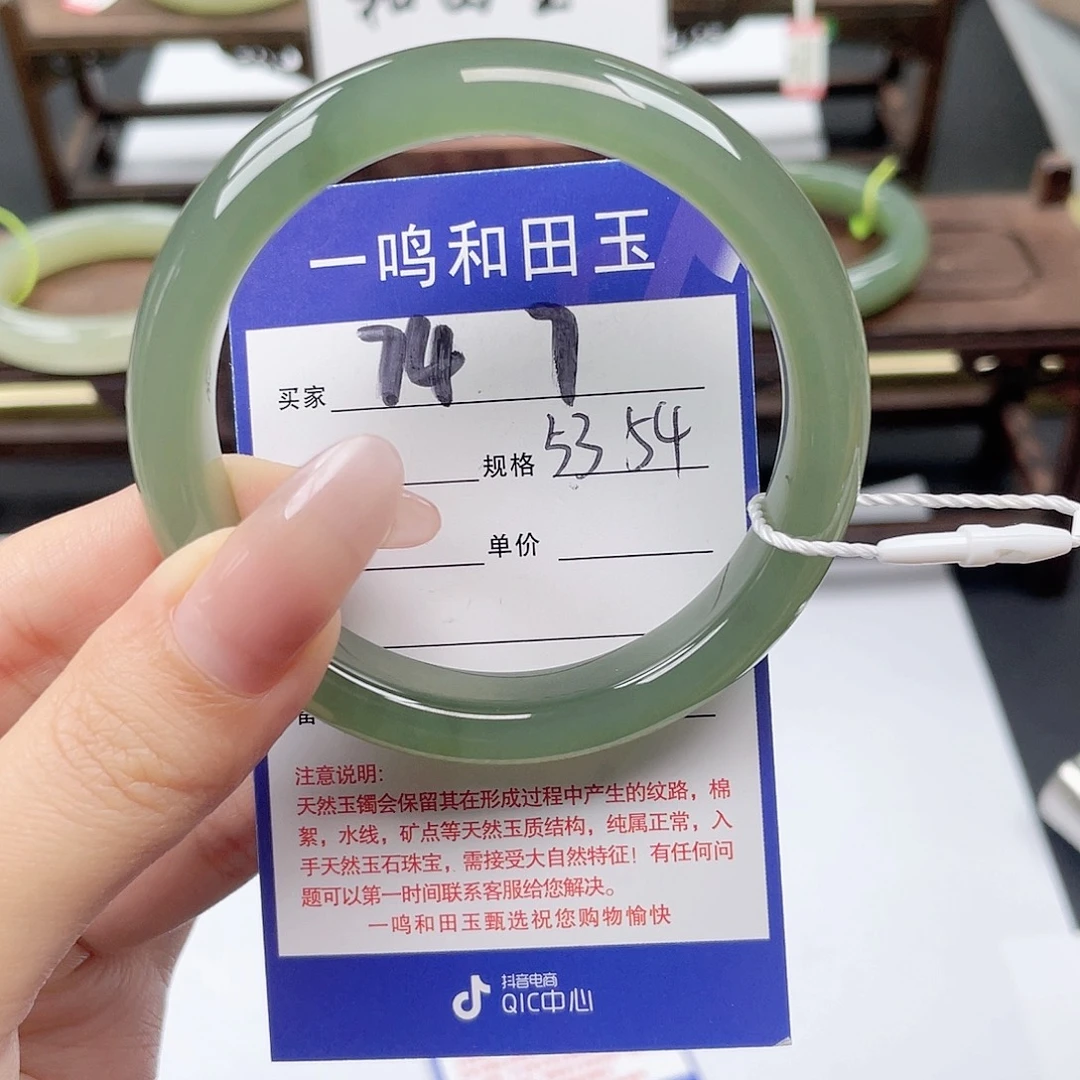 一鸣和田玉
买家 74 7
规格 53 54
单价
注意说明:
天然玉镯会保留其在形成过程中产生的纹路，棉
絮，水线，矿点等天然玉质结构，纯属正常，入
手天然玉石珠宝，需接受大自然特征！有任何问
题可以第一时间联系客服给您解决。
一鸣和田玉甄选祝您购物愉快
抖音电商
QIC中心